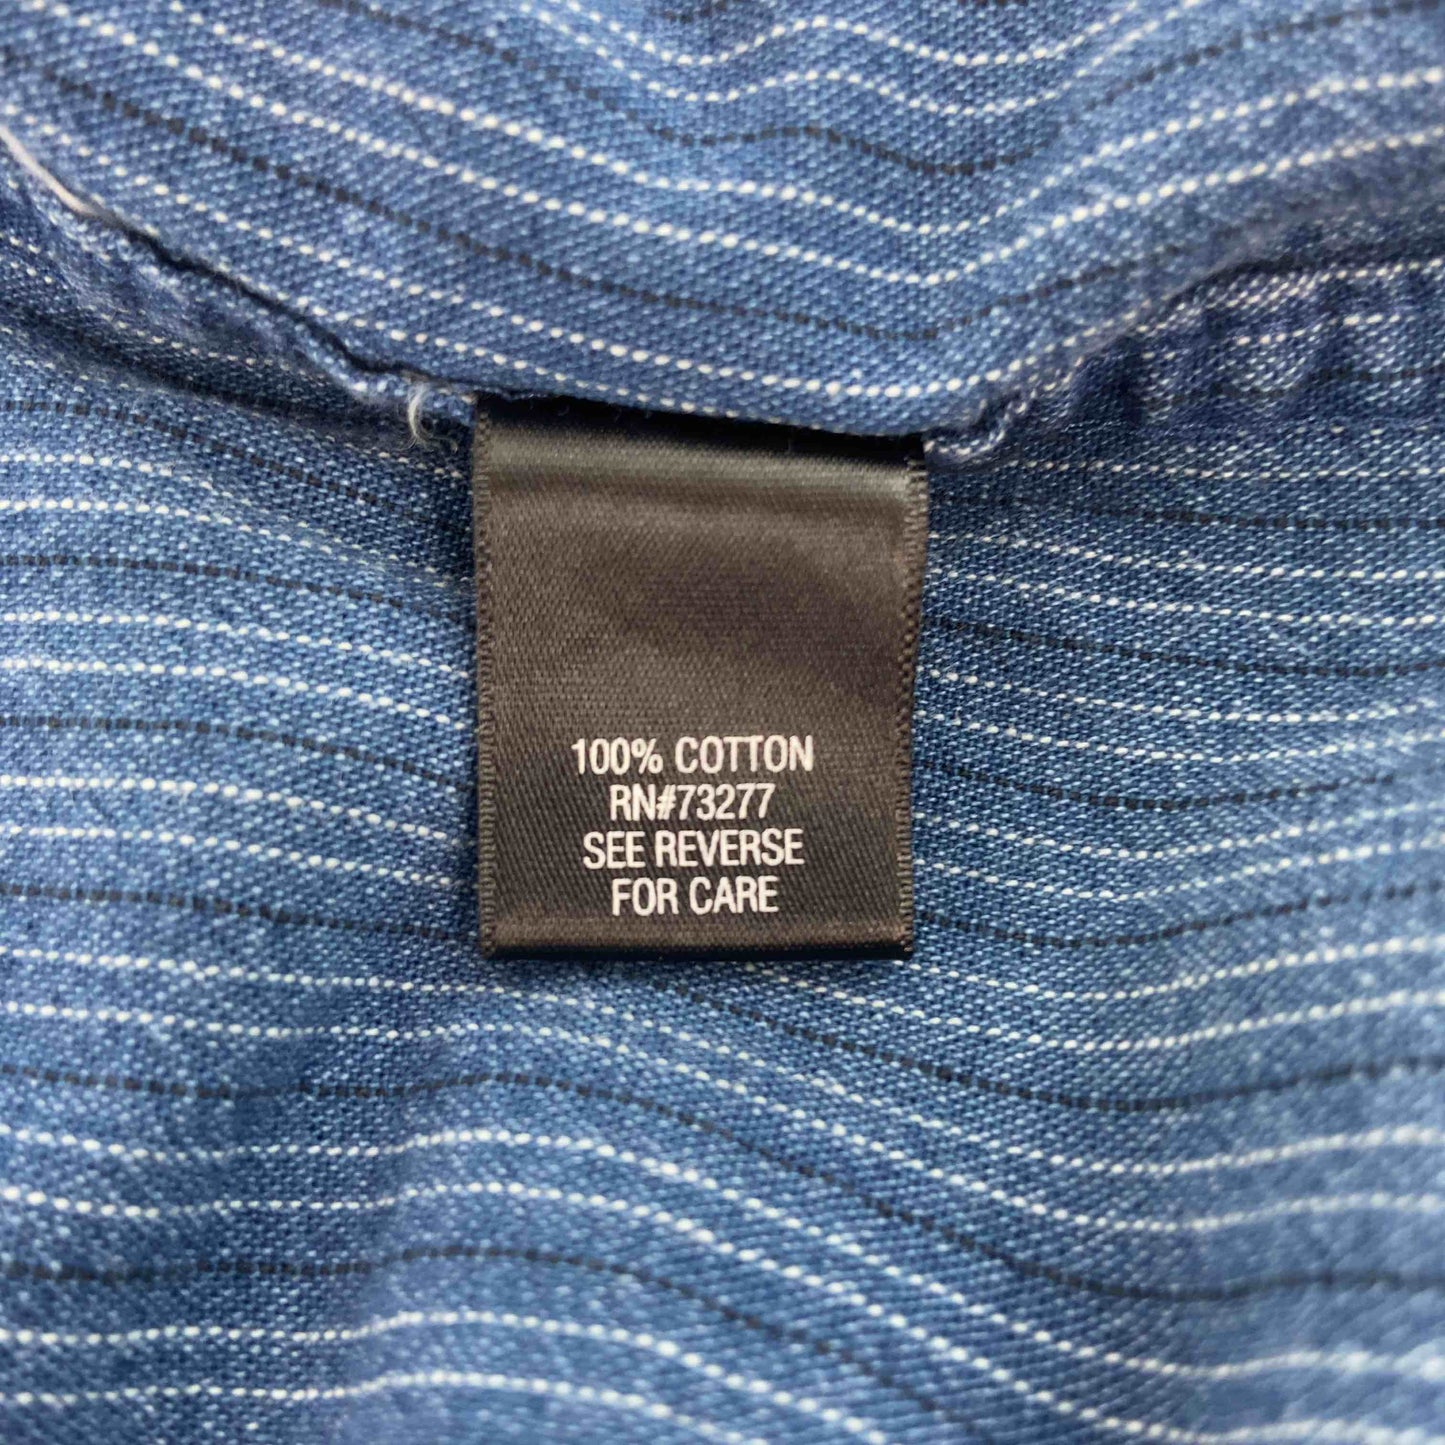 100% COTTON
RN#73277
SEE REVERSE
FOR CARE